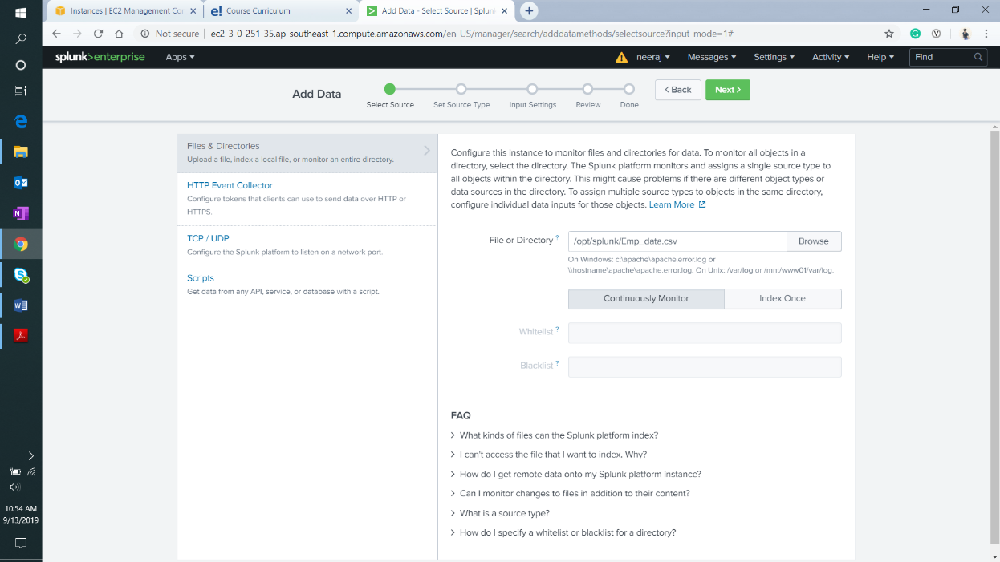 Instances | EC2 Management Con
Course Curriculum
Add Data - Select Source | Splun
Not secure | ec2-3-0-251-35.ap-southeast-1.compute.amazonaws.com/en-US/manager/search/adddatamethods/selectsource?input_mode=1#
splunk>enterprise
Apps
neeraj
Messages
Settings
Activity
Help
Find
Add Data
Select Source
Set Source Type
Input Settings
Review
Done
Back
Next
Files & Directories
Upload a file, index a local file, or monitor an entire directory.
HTTP Event Collector
Configure tokens that clients can use to send data over HTTP or
HTTPS.
TCP / UDP
Configure the Splunk platform to listen on a network port.
Scripts
Get data from any API, service, or database with a script.
Configure this instance to monitor files and directories for data. To monitor all objects in a
directory, select the directory. The Splunk platform monitors and assigns a single source type to
all objects within the directory. This might cause problems if there are different object types or
data sources in the directory. To assign multiple source types to objects in the same directory,
configure individual data inputs for those objects. Learn More
File or Directory ?
/opt/splunk/Emp_data.csv
Browse
On Windows: c:\apache\apache.error.log or
\\hostname\apache\apache.error.log. On Unix: /var/log or /mnt/www01/var/log.
Continuously Monitor
Index Once
Whitelist ?
Blacklist ?
FAQ
What kinds of files can the Splunk platform index?
I can't access the file that I want to index. Why?
How do I get remote data onto my Splunk platform instance?
Can I monitor changes to files in addition to their content?
What is a source type?
How do I specify a whitelist or blacklist for a directory?
10:54 AM
9/13/2019